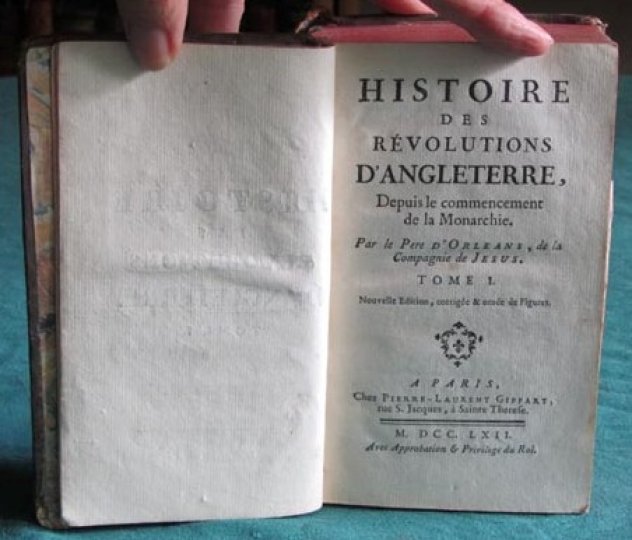 HISTOIRE
DES
RÉVOLUTIONS
D'ANGLETERRE,
Depuis le commencement
de la Monarchie.
Par le Pere D'ORLEANS, de la
Compagnie de JESUS.
TOME I.
Nouvelle Edition, corrigée & ornée de Figures.
A PARIS,
Chez PIERRE-LAURENT GIFFART,
rue S. Jacques, à Sainte Therese.
M. DCC. LXII.
Avec Approbation & Privilege du Roi.